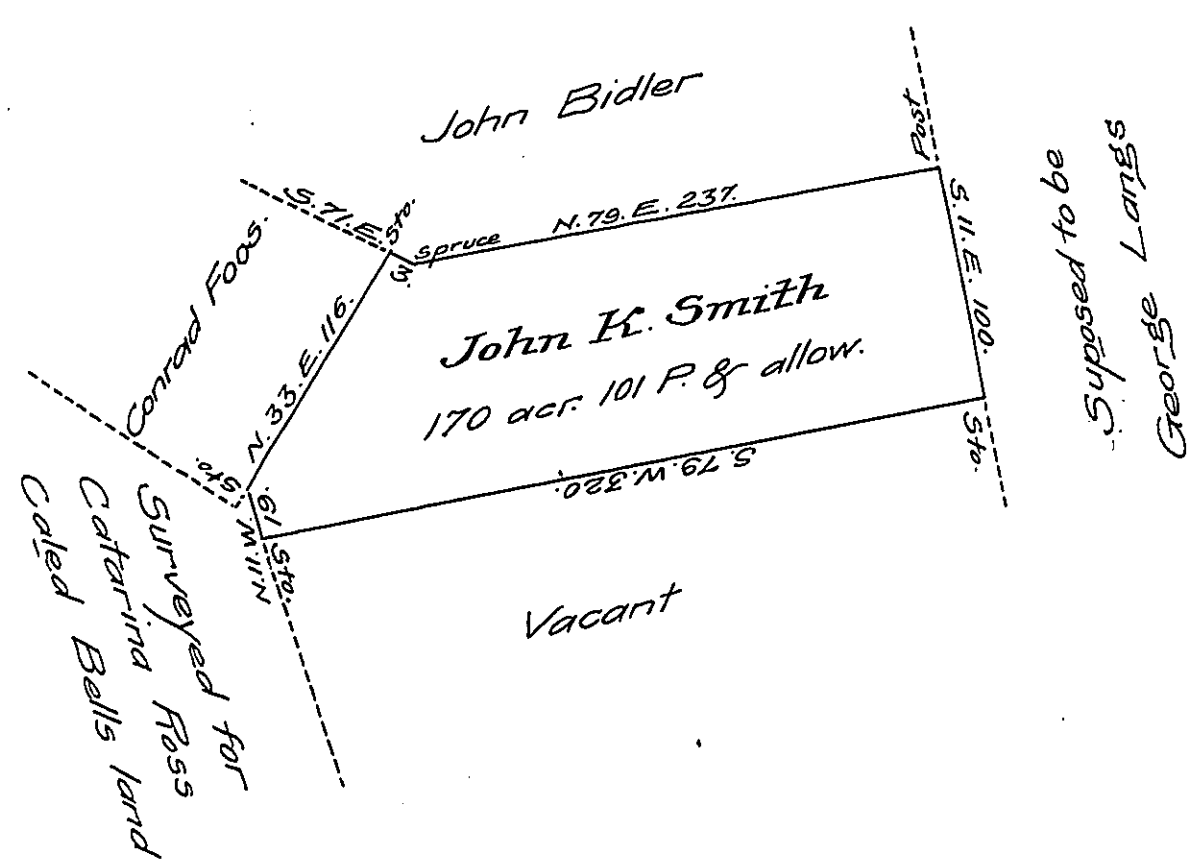 John Bidler
Post
S. 71. E.
Sto.
3.
Spruce
N. 79. E. 237.
S. 11. E. 100.
Suposed to be
George Langs
Conrad Foos.
N. 33. E. 116.
John K. Smith
170 acr. 101 P. & allow.
S. 79. W. 320.
Sto.
Sto.
19.
N. 11. W.
Sto.
Vacant
Surveyed for
Catarina Ross
Caled Bells land